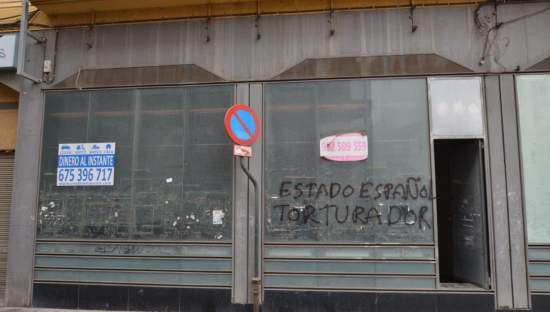 DINERO AL INSTANTE
675 396 717
589 559
ESTADO ESPAÑOL
TORTURADOR